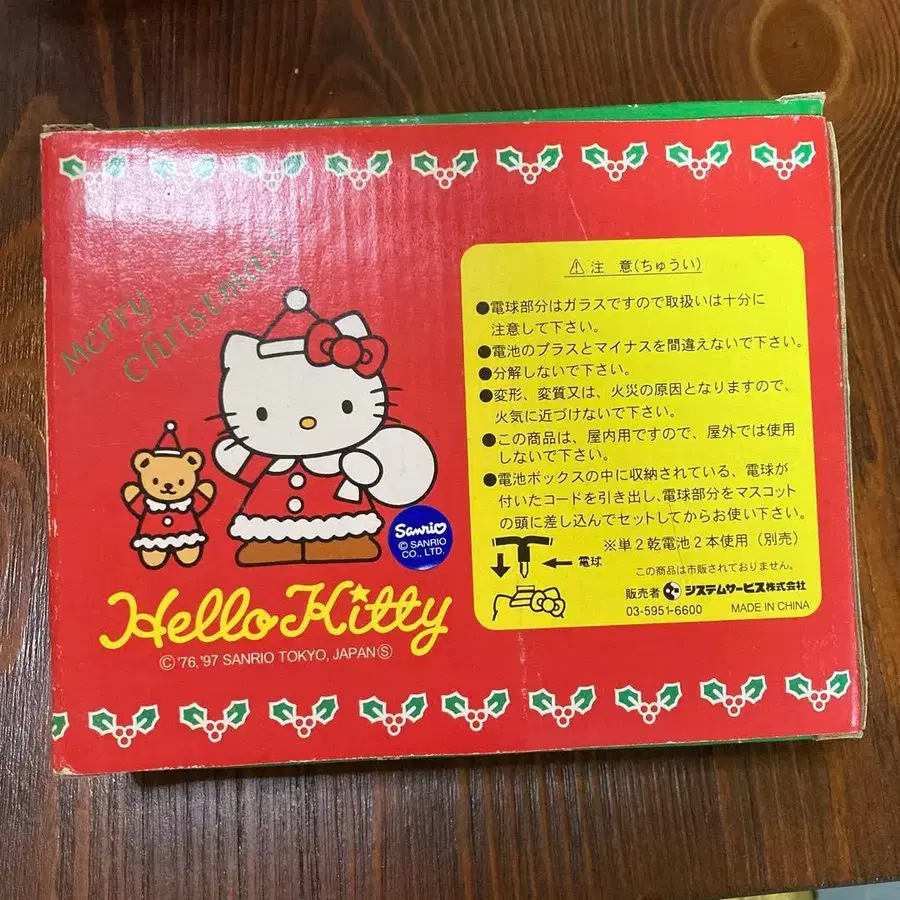 Merry
Christmas!
Hello Kitty
© '76, '97 SANRIO TOKYO, JAPAN Ⓢ
Sanrio
© SANRIO
CO., LTD.
⚠ 注 意(ちゅうい)
●電球部分はガラスですので取扱いは十分に
注意して下さい。
●電池のプラスとマイナスを間違えないで下さい。
●分解しないで下さい。
●変形、変質又は、火災の原因となりますので、
火気に近づけないで下さい。
●この商品は、屋内用ですので、屋外では使用
しないで下さい。
●電池ボックスの中に収納されている、電球が
付いたコードを引き出し、電球部分をマスコット
の頭に差し込んでセットしてからお使い下さい。
電球
※単2乾電池2本使用(別売)
この商品は市販されておりません。
販売者 システムサービス株式会社
03-5951-6600 MADE IN CHINA